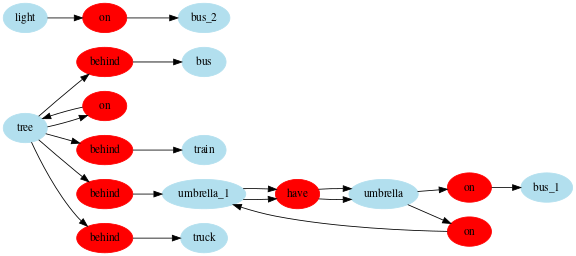 light on bus_2
behind bus
on
tree
behind train
behind umbrella_1 have umbrella on bus_1
on
behind truck